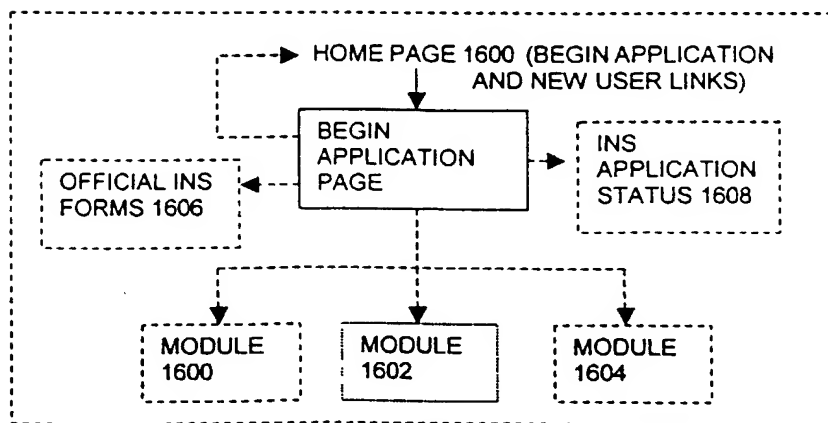 HOME PAGE 1600 (BEGIN APPLICATION
AND NEW USER LINKS)
BEGIN
APPLICATION
PAGE
OFFICIAL INS
FORMS 1606
INS
APPLICATION
STATUS 1608
MODULE
1600
MODULE
1602
MODULE
1604